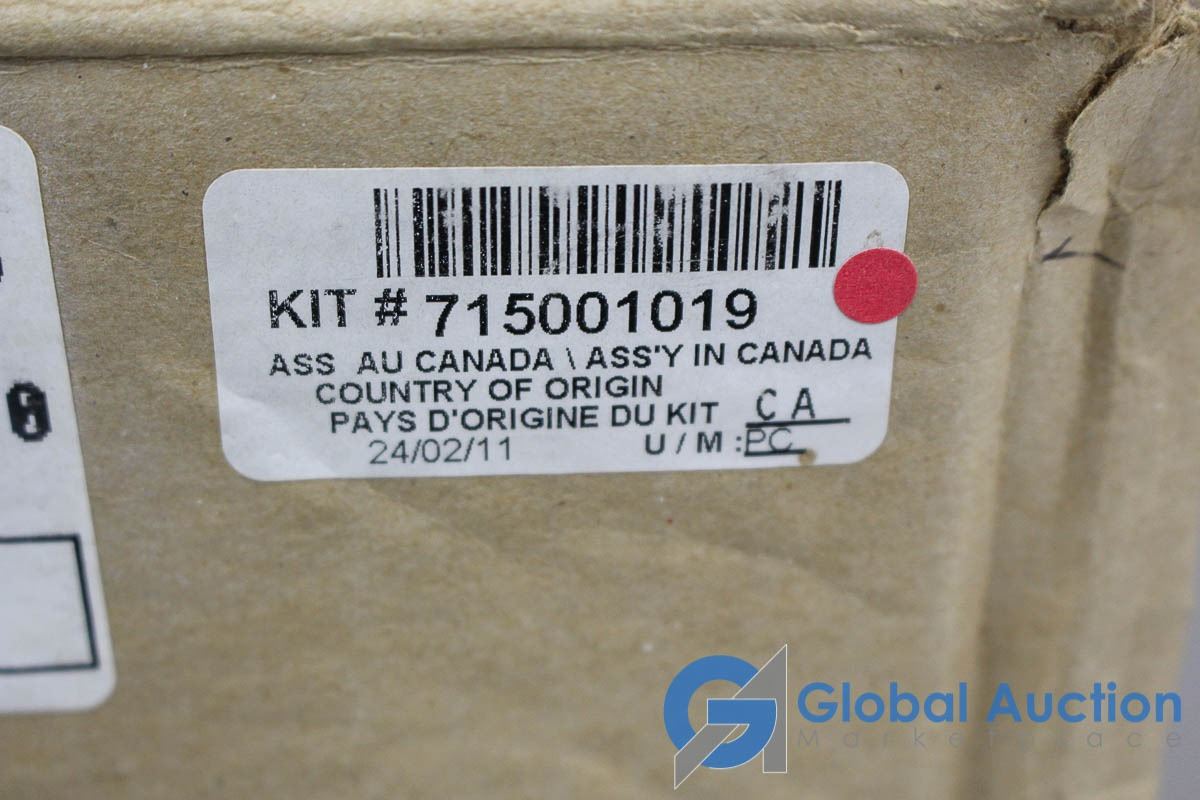 KIT # 715001019
ASS AU CANADA \ ASS'Y IN CANADA
COUNTRY OF ORIGIN
PAYS D'ORIGINE DU KIT CA
24/02/11 U / M : PC
6
Global Auction
Marketplace